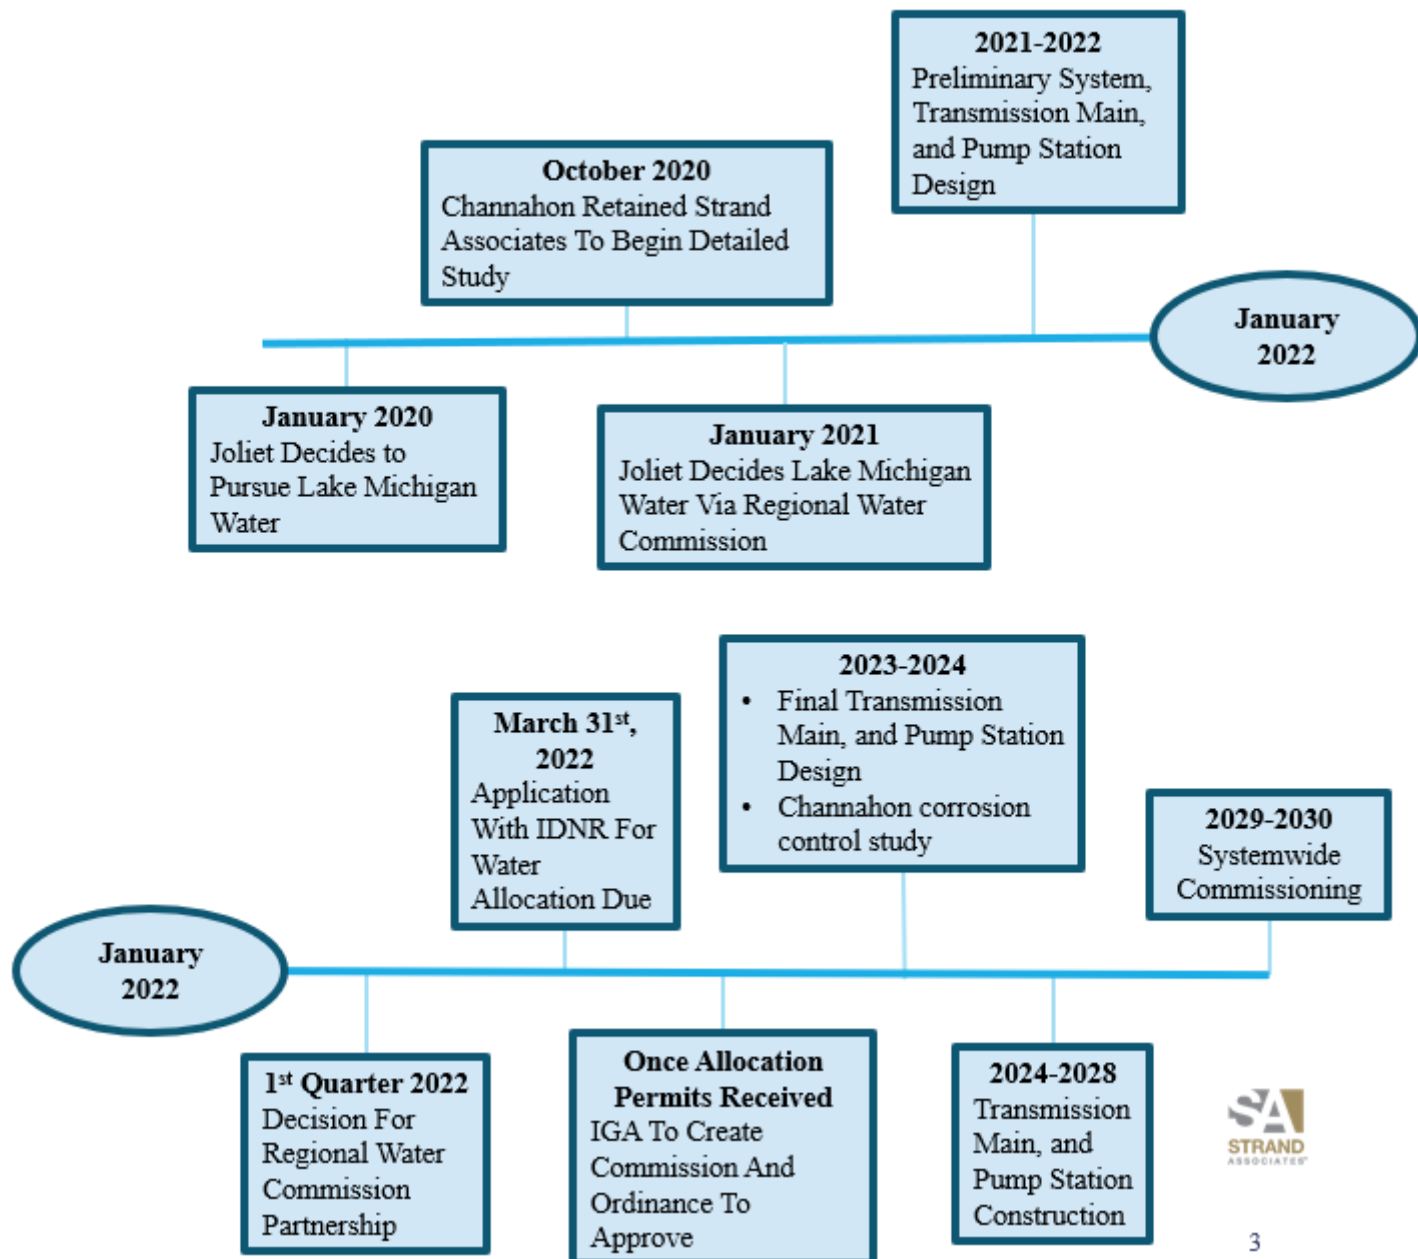 2021-2022
Preliminary System,
Transmission Main,
and Pump Station
Design
October 2020
Channahon Retained Strand
Associates To Begin Detailed
Study
January
2022
January 2020
Joliet Decides to
Pursue Lake Michigan
Water
January 2021
Joliet Decides Lake Michigan
Water Via Regional Water
Commission
2023-2024
• Final Transmission
Main, and Pump Station
Design
• Channahon corrosion
control study
March 31st,
2022
Application
With IDNR For
Water
Allocation Due
2029-2030
Systemwide
Commissioning
January
2022
1st Quarter 2022
Decision For
Regional Water
Commission
Partnership
Once Allocation
Permits Received
IGA To Create
Commission And
Ordinance To
Approve
2024-2028
Transmission
Main, and
Pump Station
Construction
SA
STRAND
ASSOCIATES®
3